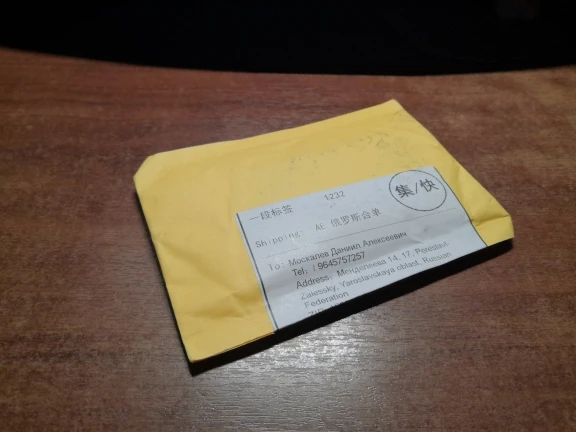 一段标签 1232
集/快
Shipping: AE 俄罗斯合单
To: Москалев Даниил Алексеевич
Tel: / 9645757257
Address: Менделеева 14, 17, Pereslavl-
Zalessky, Yaroslavskaya oblast, Russian
Federation